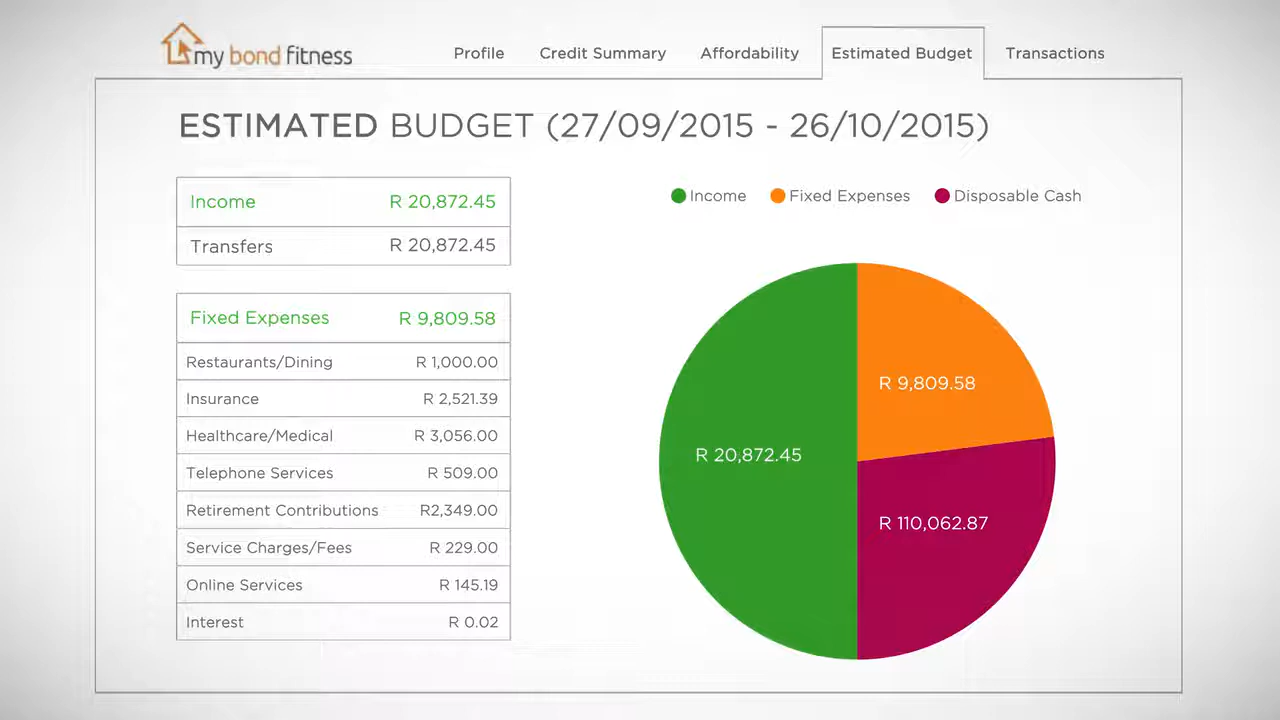 my bond fitness
Profile Credit Summary Affordability Estimated Budget Transactions
ESTIMATED BUDGET (27/09/2015 - 26/10/2015)
Income R 20,872.45
Transfers R 20,872.45
Fixed Expenses R 9,809.58
Restaurants/Dining R 1,000.00
Insurance R 2,521.39
Healthcare/Medical R 3,056.00
Telephone Services R 509.00
Retirement Contributions R2,349.00
Service Charges/Fees R 229.00
Online Services R 145.19
Interest R 0.02
Income Fixed Expenses Disposable Cash
R 9,809.58
R 20,872.45
R 110,062.87